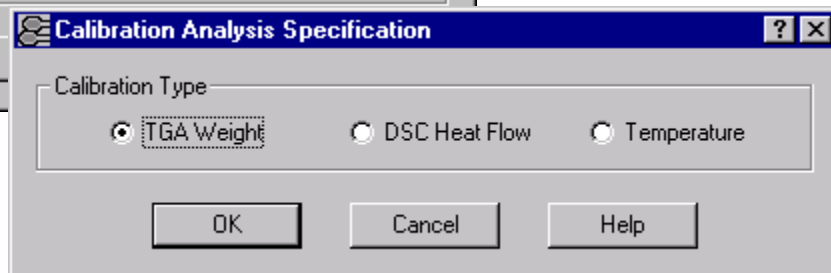 Calibration Analysis Specification
Calibration Type
TGA Weight DSC Heat Flow Temperature
OK Cancel Help